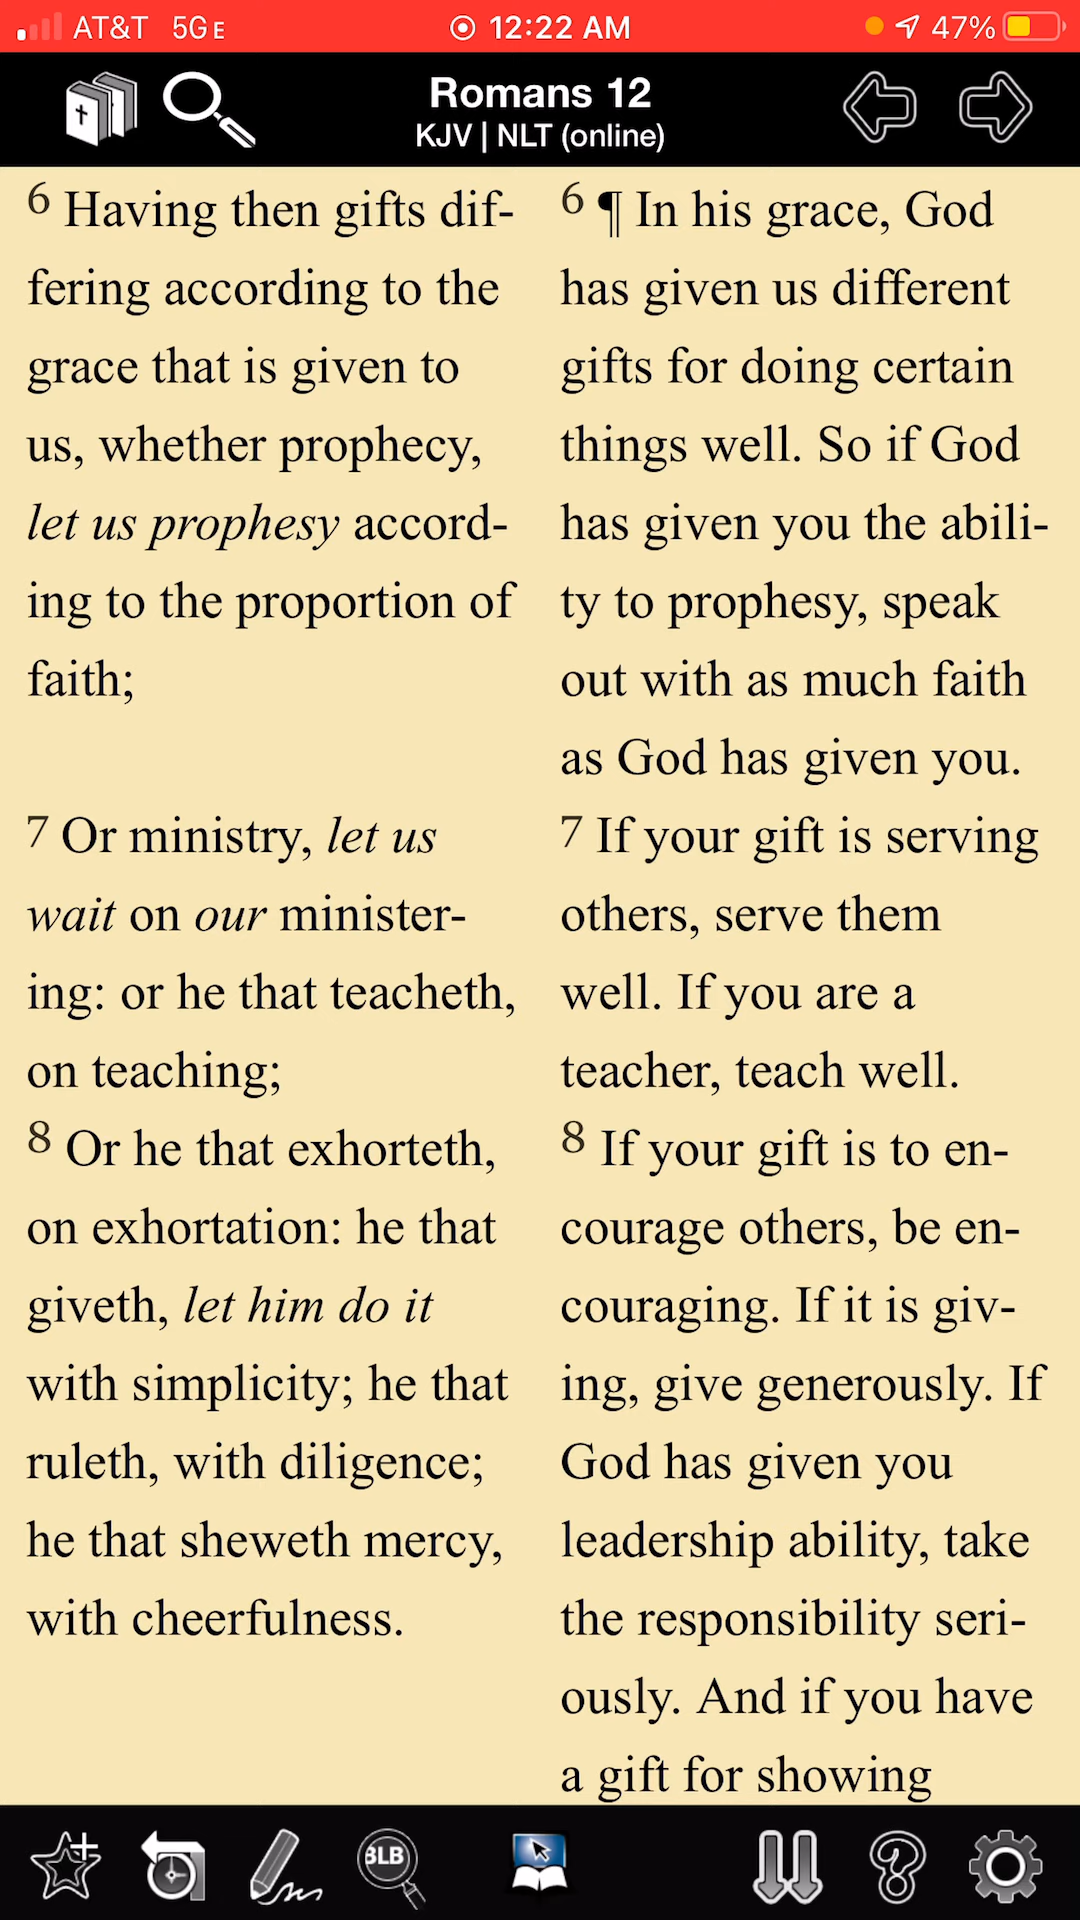 AT&T 5GE 12:22 AM 47%
Romans 12
KJV | NLT (online)
6 Having then gifts dif-
fering according to the
grace that is given to
us, whether prophecy,
let us prophesy accord-
ing to the proportion of
faith;
7 Or ministry, let us
wait on our minister-
ing: or he that teacheth,
on teaching;
8 Or he that exhorteth,
on exhortation: he that
giveth, let him do it
with simplicity; he that
ruleth, with diligence;
he that sheweth mercy,
with cheerfulness.
6 ¶ In his grace, God
has given us different
gifts for doing certain
things well. So if God
has given you the abili-
ty to prophesy, speak
out with as much faith
as God has given you.
7 If your gift is serving
others, serve them
well. If you are a
teacher, teach well.
8 If your gift is to en-
courage others, be en-
couraging. If it is giv-
ing, give generously. If
God has given you
leadership ability, take
the responsibility seri-
ously. And if you have
a gift for showing
BLB